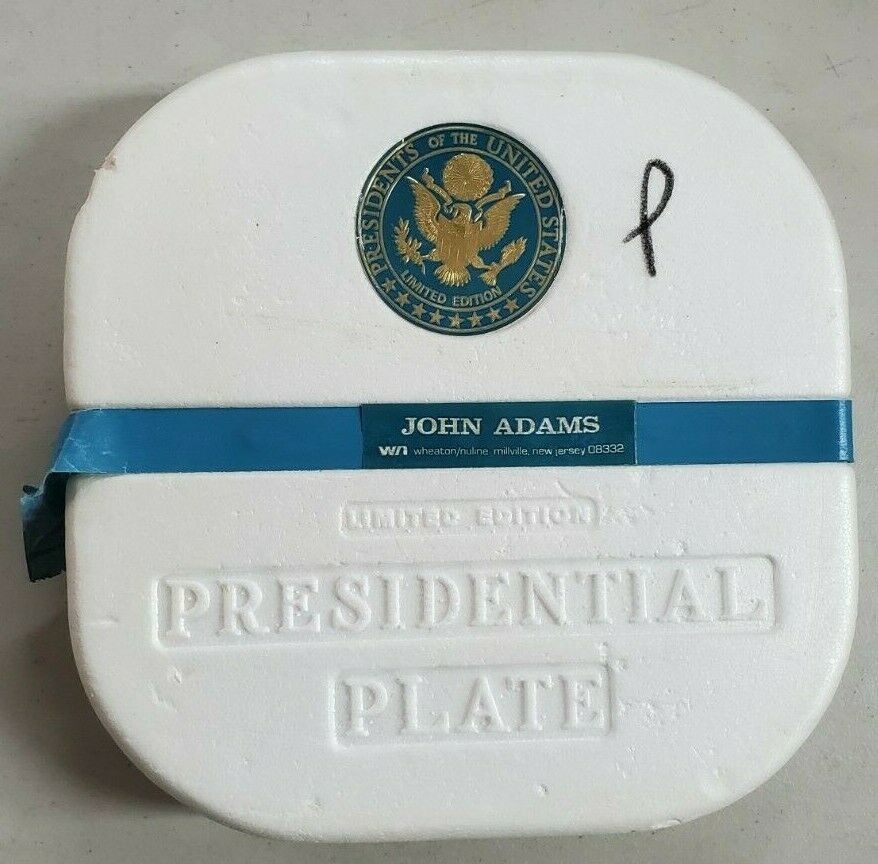 PRESIDENTS OF THE UNITED STATES
LIMITED EDITION
P
JOHN ADAMS
wn wheaton/nuline, millville, new jersey 08332
LIMITED EDITION
PRESIDENTIAL
PLATE